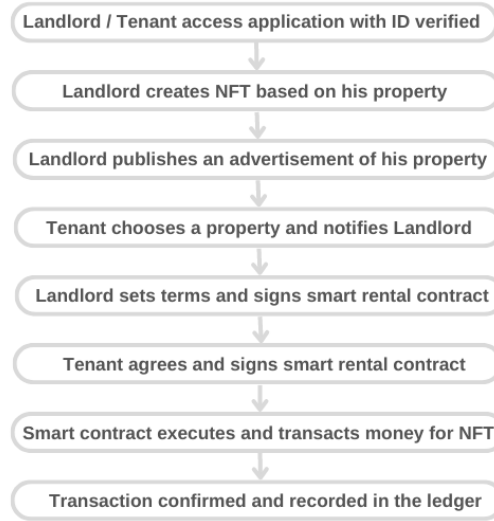 Landlord / Tenant access application with ID verified
Landlord creates NFT based on his property
Landlord publishes an advertisement of his property
Tenant chooses a property and notifies Landlord
Landlord sets terms and signs smart rental contract
Tenant agrees and signs smart rental contract
Smart contract executes and transacts money for NFT
Transaction confirmed and recorded in the ledger